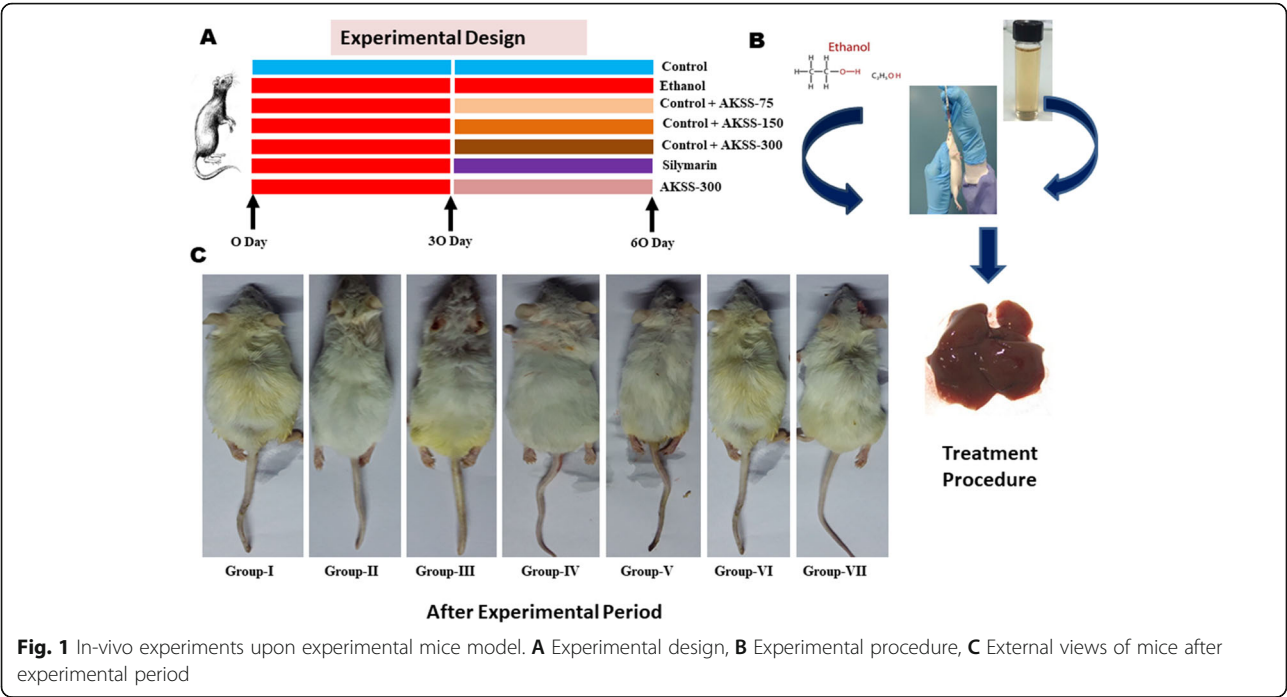 A
Experimental Design
Control
Ethanol
Control + AKSS-75
Control + AKSS-150
Control + AKSS-300
Silymarin
AKSS-300
O Day
3O Day
6O Day
B
Ethanol
H
H
H
C
C
O
H
H
H
C₂H₅OH
Treatment
Procedure
C
Group-I
Group-II
Group-III
Group-IV
Group-V
Group-VI
Group-VII
After Experimental Period
Fig. 1 In-vivo experiments upon experimental mice model. A Experimental design, B Experimental procedure, C External views of mice after
experimental period